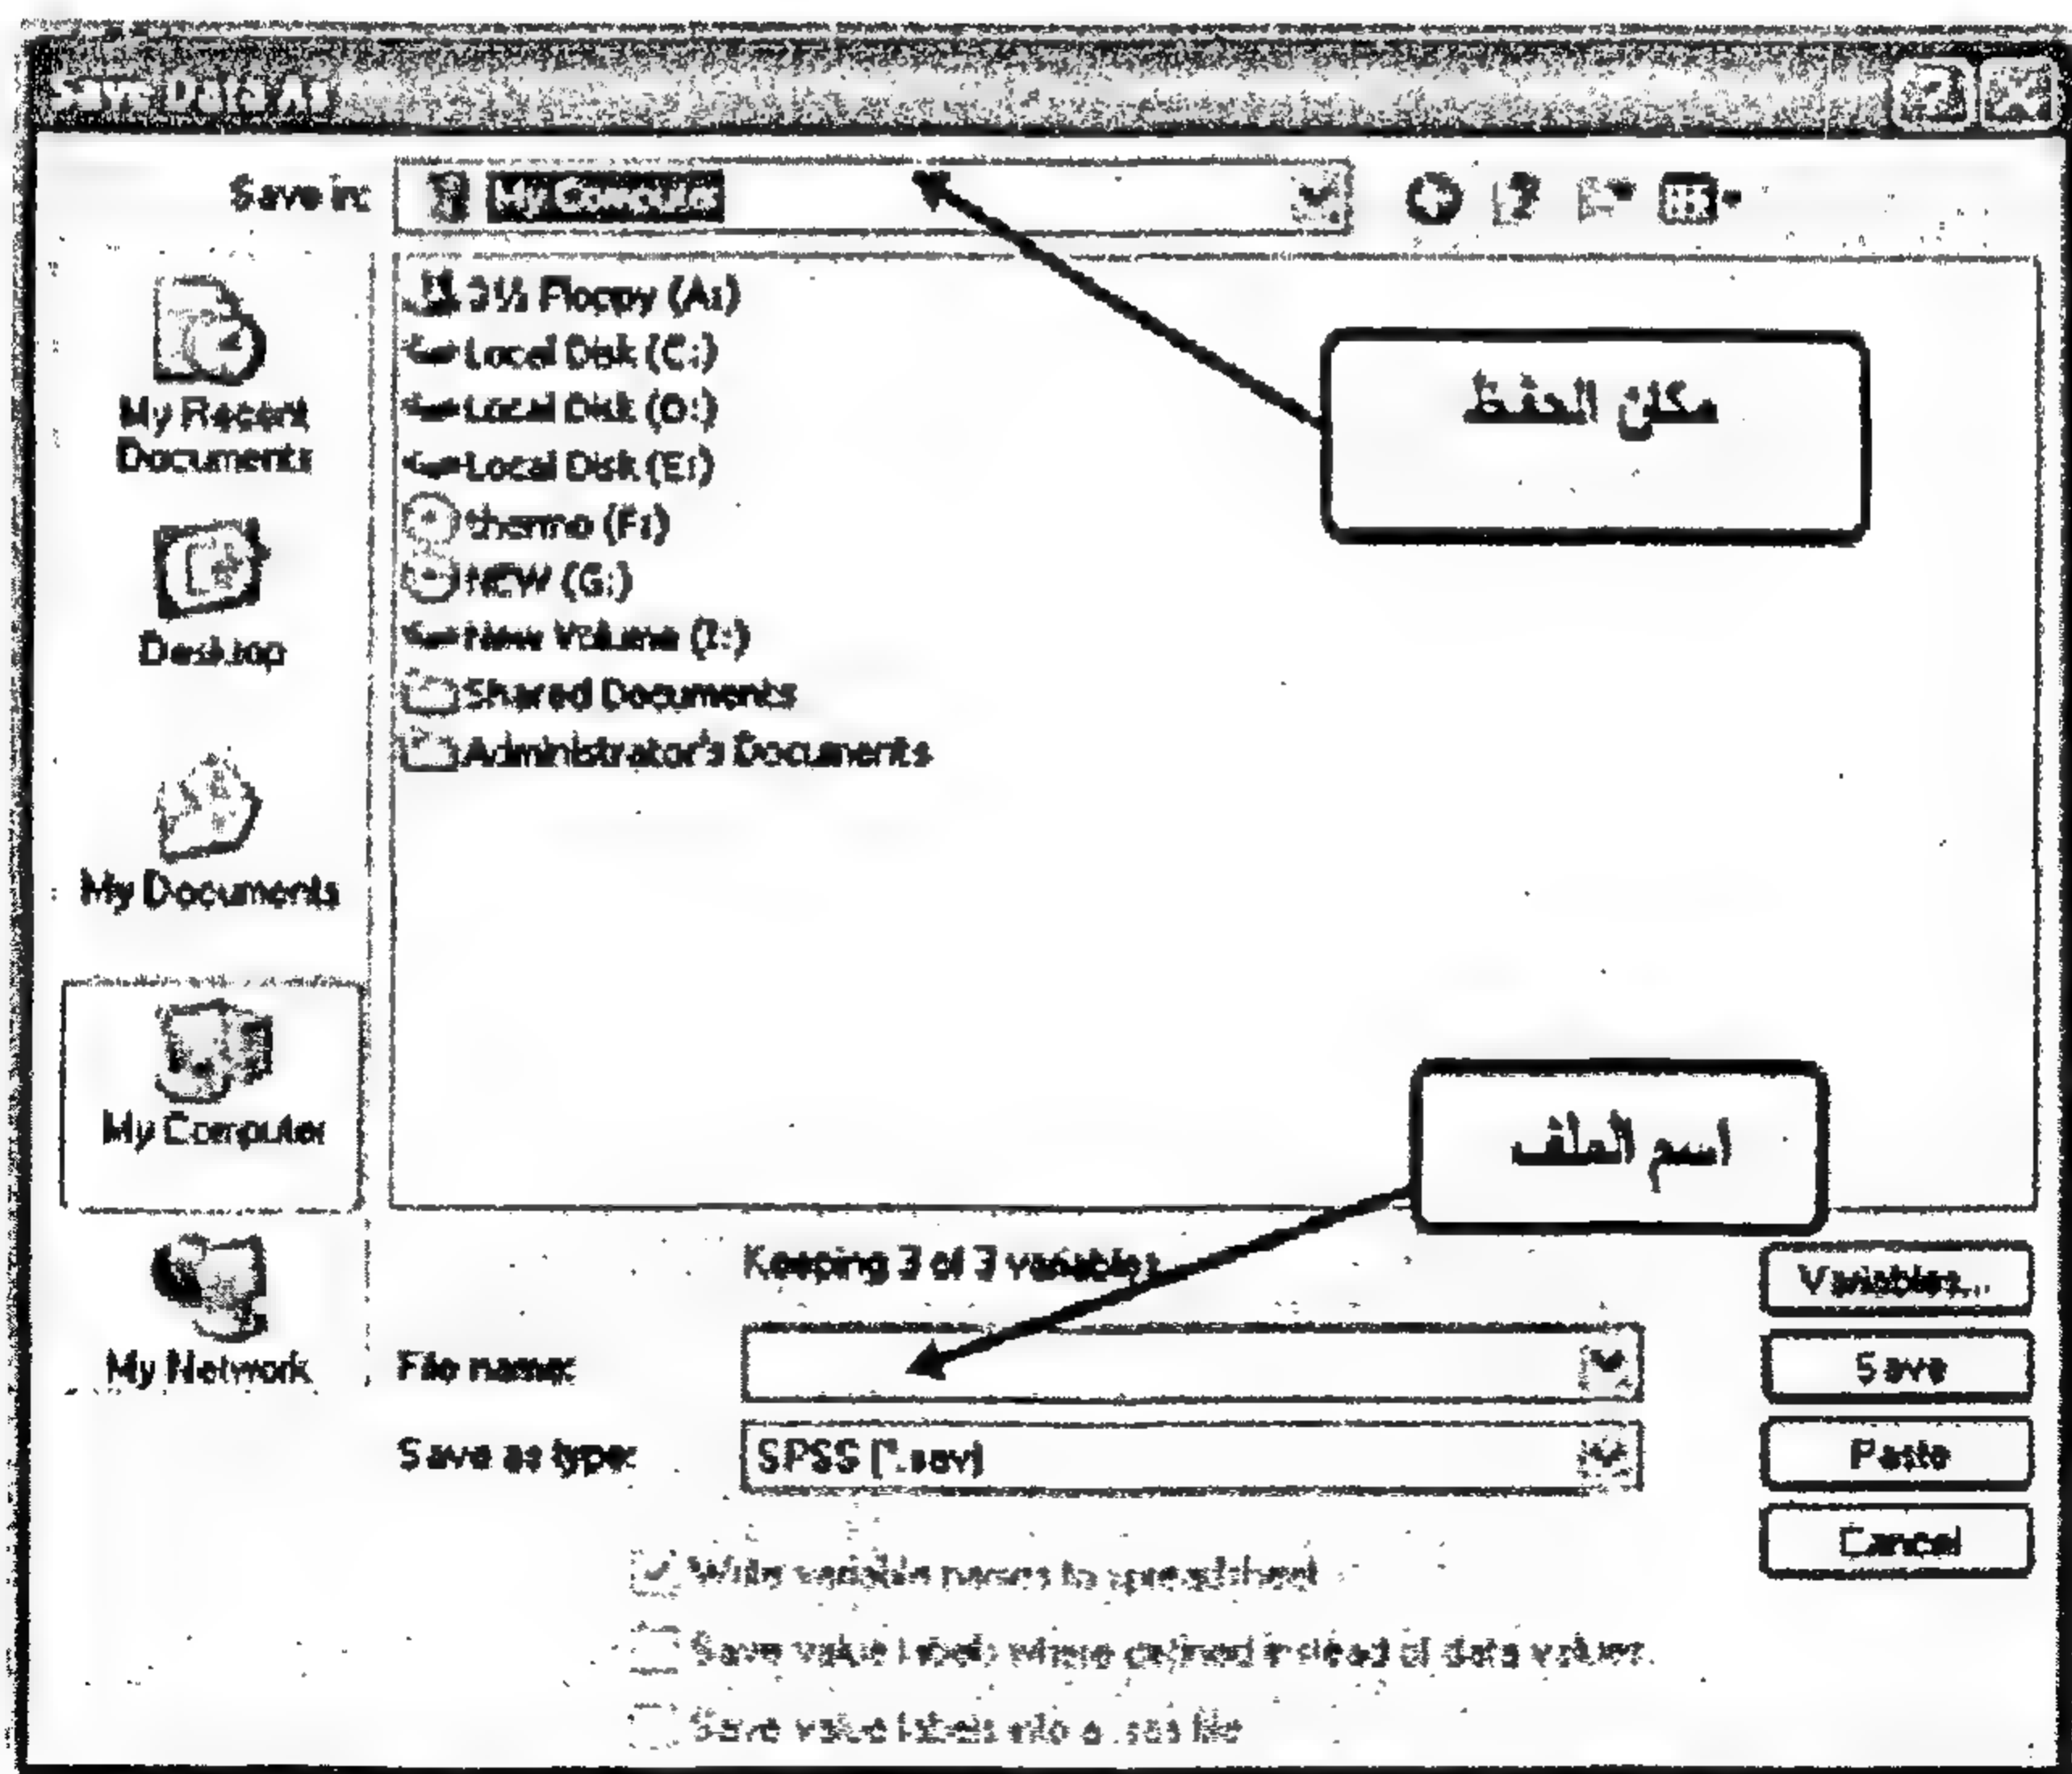 Save Data As
Save in: My Computer
3½ Floppy (A:)
Local Disk (C:)
Local Disk (D:)
Local Disk (E:)
thermo (F:)
NEW (G:)
New Volume (I:)
Shared Documents
Administrator's Documents
مكان الحفظ
My Recent
Documents
Desktop
My Documents
My Computer
My Network
اسم الملف
Keeping 3 of 3 variables.
Variables...
File name:
Save
Save as type: SPSS (*.sav)
Paste
Cancel
Write variable names to spreadsheet
Save value labels where defined instead of data values.
Save value labels into a .sas file